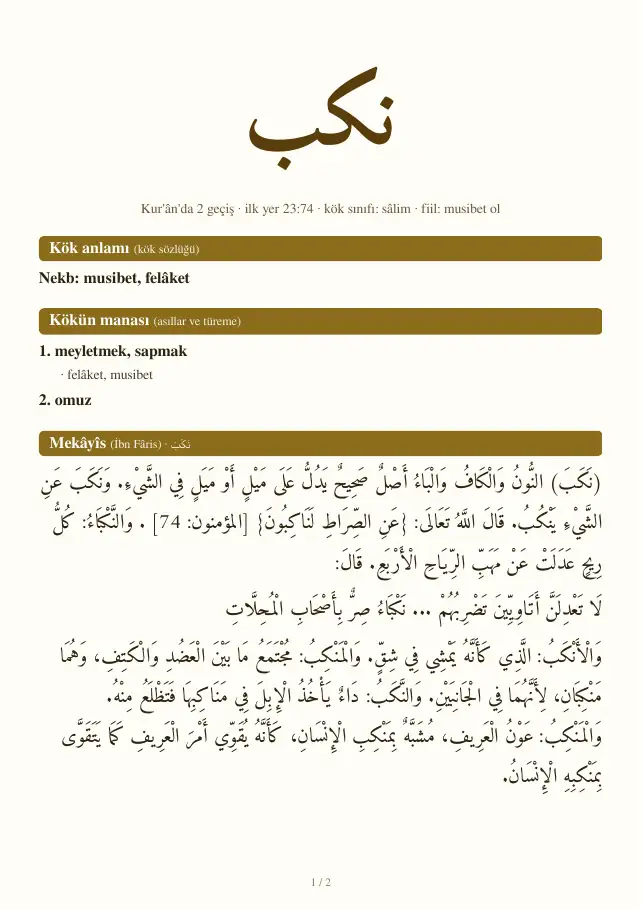 نكب
Kur'ân'da 2 geçiş · ilk yer 23:74 · kök sınıfı: sâlim · fiil: musibet ol
Kök anlamı (kök sözlüğü)
Nekb: musibet, felâket
Kökün manası (asıllar ve türeme)
1. meyletmek, sapmak
· felâket, musibet
2. omuz
Mekâyîs (İbn Fâris) · نَكَبَ
(نَكَبَ) النُّونُ وَالْكَافُ وَالْبَاءُ أَصْلٌ صَحِيحٌ يَدُلُّ عَلَى مَيْلٍ أَوْ مَيَلٍ فِي الشَّيْءِ. وَنَكَبَ عَنِ
الشَّيْءِ يَنْكُبُ. قَالَ اللَّهُ تَعَالَى: {عَنِ الصِّرَاطِ لَنَاكِبُونَ} [المؤمنون: 74] . وَالنَّكْبَاءُ: كُلُّ
رِيحٍ عَدَلَتْ عَنْ مَهَبِّ الرِّيَاحِ الْأَرْبَعِ. قَالَ:
لَا تَعْدِلَنَّ أَتَاوِيِّينَ تَضْرِبُهُمْ ... نَكْبَاءُ صِرٌّ بِأَصْحَابِ الْمُحِلَّاتِ
وَالْأَنْكَبُ: الَّذِي كَأَنَّهُ يَمْشِي فِي شِقٍّ. وَالْمَنْكِبُ: مُجْتَمَعُ مَا بَيْنَ الْعَضُدِ وَالْكَتِفِ، وَهُمَا
مَنْكِبَانِ، لِأَنَّهُمَا فِي الْجَانِبَيْنِ. وَالنَّكَبُ: دَاءٌ يَأْخُذُ الْإِبِلَ فِي مَنَاكِبِهَا فَتَظْلَعُ مِنْهُ.
وَالْمَنْكِبُ: عَوْنُ الْعَرِيفِ، مُشَبَّهٌ بِمَنْكِبِ الْإِنْسَانِ، كَأَنَّهُ يُقَوِّي أَمْرَ الْعَرِيفِ كَمَا يَتَقَوَّى
بِمَنْكِبِهِ الْإِنْسَانُ.
1 / 2